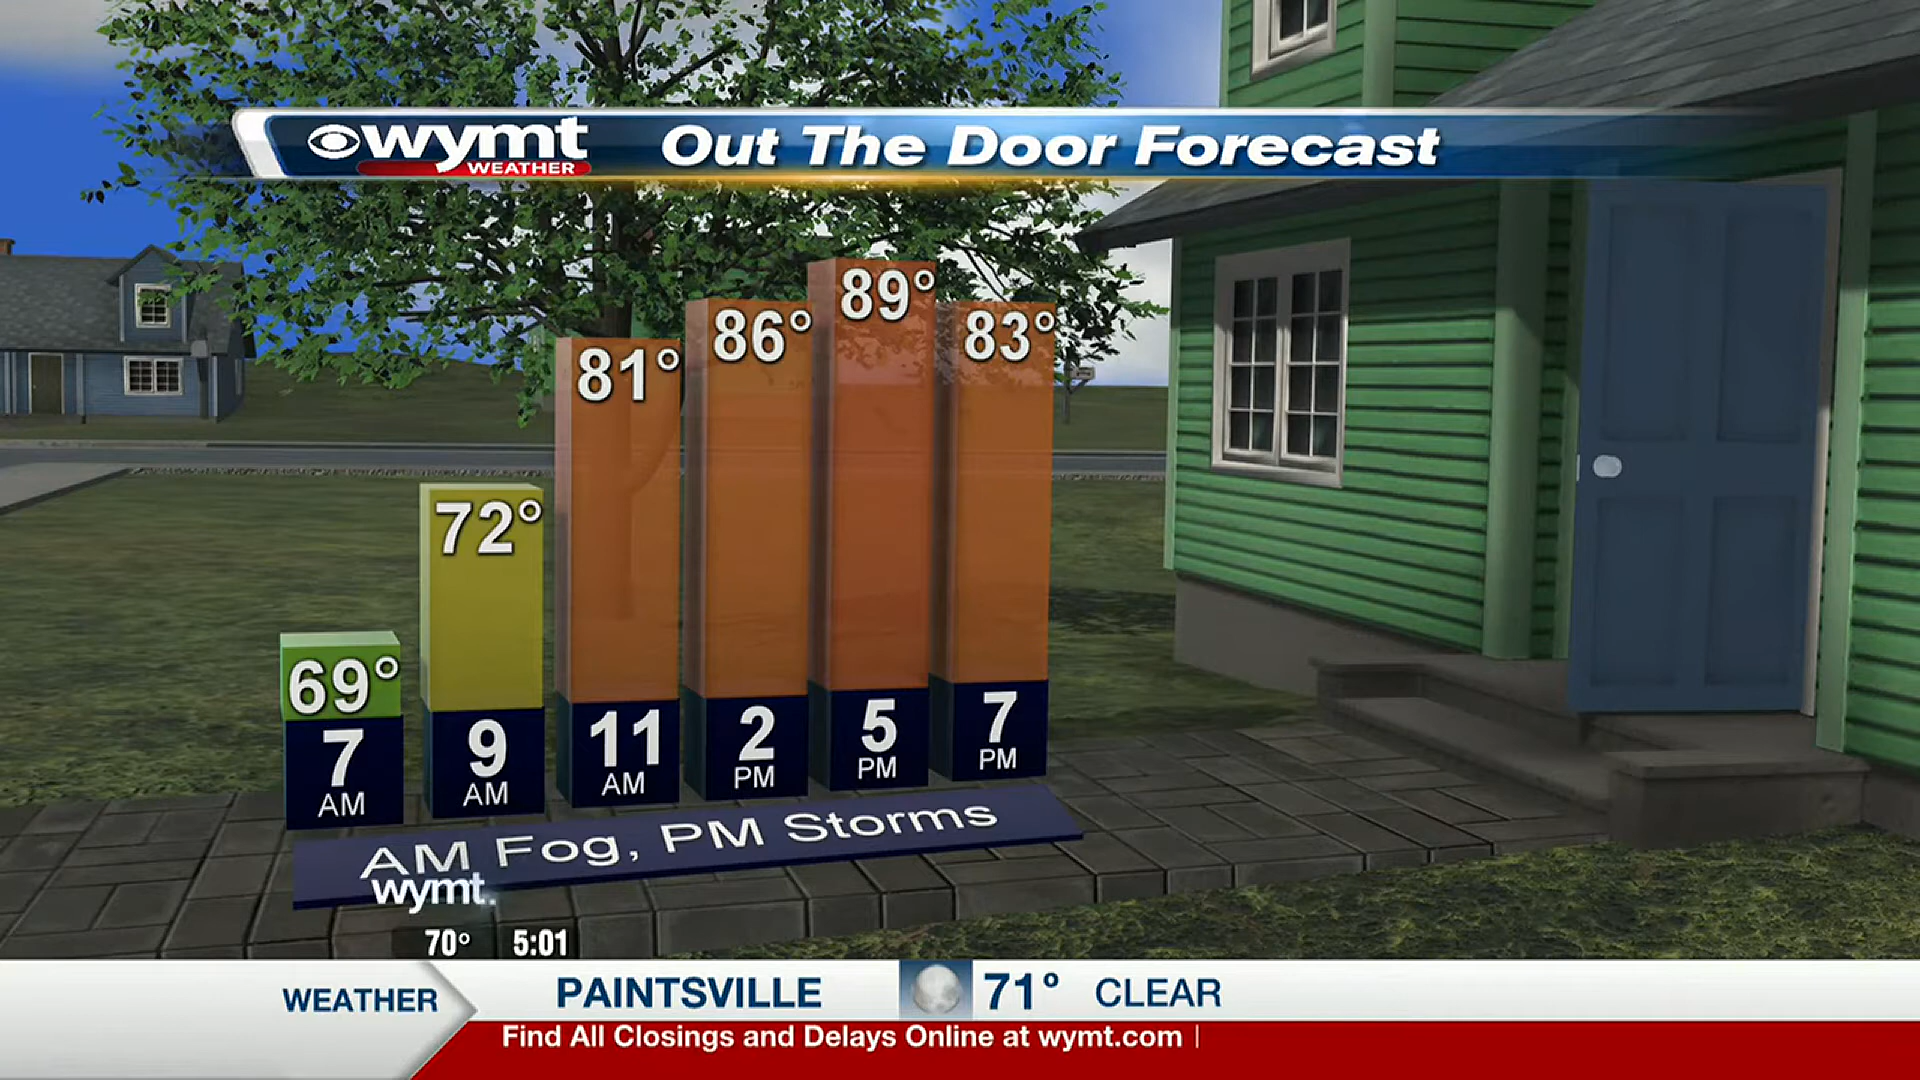 wymt
WEATHER
Out The Door Forecast
69° 72° 81° 86° 89° 83°
7 9 11 2 5 7
AM AM AM PM PM PM
AM Fog, PM Storms
wymt.
70° 5:01
WEATHER PAINTSVILLE 71° CLEAR
Find All Closings and Delays Online at wymt.com |